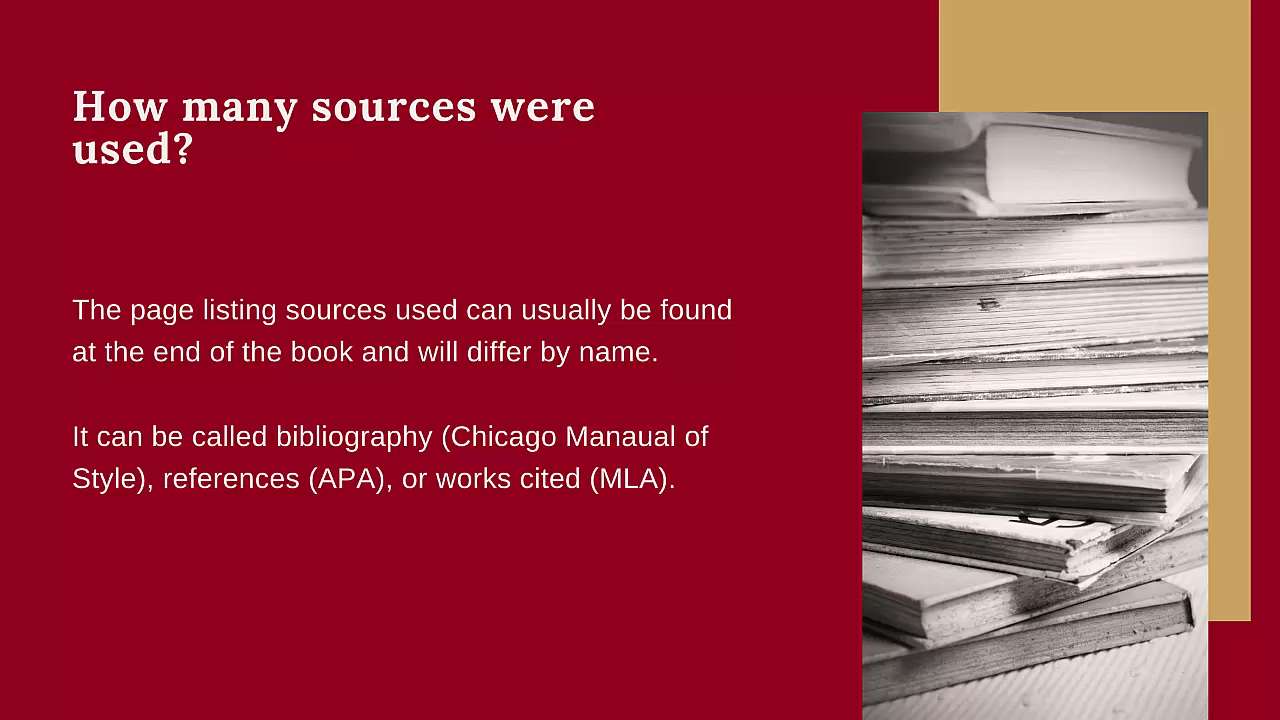 How many sources were
used?
The page listing sources used can usually be found
at the end of the book and will differ by name.
It can be called bibliography (Chicago Manaual of
Style), references (APA), or works cited (MLA).